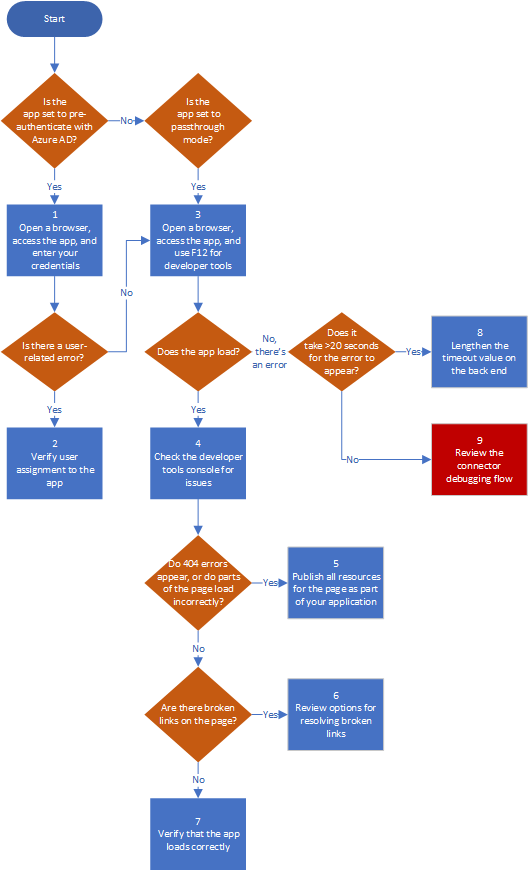 Start
Is the
app set to pre-
authenticate with
Azure AD?
No
Is the
app set to
passthrough
mode?
Yes
Yes
1
Open a browser,
access the app, and
enter your
credentials
3
Open a browser,
access the app, and
use F12 for
developer tools
No
Is there a user-
related error?
Does the app load?
No,
there's
an error
Does it
take >20 seconds
for the error to
appear?
Yes
8
Lengthen the
timeout value on
the back end
Yes
Yes
2
Verify user
assignment to the
app
4
Check the developer
tools console for
issues
No
9
Review the
connector
debugging flow
Do 404 errors
appear, or do parts
of the page load
incorrectly?
Yes
5
Publish all resources
for the page as part
of your application
No
Are there broken
links on the page?
Yes
6
Review options for
resolving broken
links
No
7
Verify that the app
loads correctly